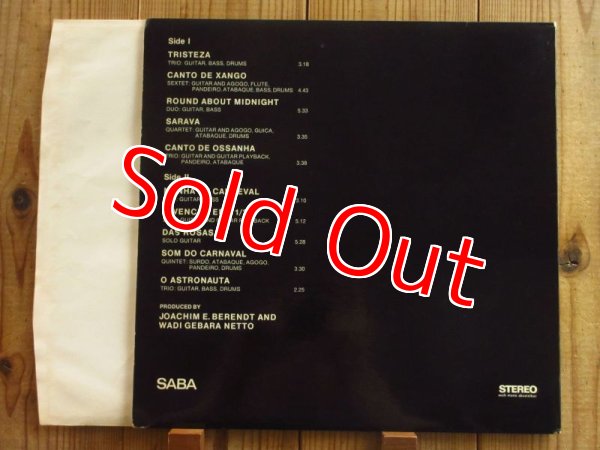 Side I
TRISTEZA
TRIO: GUITAR, BASS, DRUMS 3.18
CANTO DE XANGO
SEXTET: GUITAR AND AGOGO, FLUTE,
PANDEIRO, ATABAQUE, BASS, DRUMS 4.43
ROUND ABOUT MIDNIGHT
DUO: GUITAR, BASS 5.33
SARAVA
QUARTET: GUITAR AND AGOGO, GUICA,
ATABAQUE, DRUMS 3.35
CANTO DE OSSANHA
TRIO: GUITAR AND GUITAR PLAYBACK,
PANDEIRO, ATABAQUE 3.38
Side II
3.10
5.12
DAS ROSAS
SOLO GUITAR 5.28
SOM DO CARNAVAL
QUINTET: SURDO, ATABAQUE, AGOGO,
PANDEIRO, DRUMS 3.30
O ASTRONAUTA
TRIO: GUITAR, BASS, DRUMS 2.25
PRODUCED BY
JOACHIM E. BERENDT AND
WADI GEBARA NETTO
SABA
STEREO
Sold Out